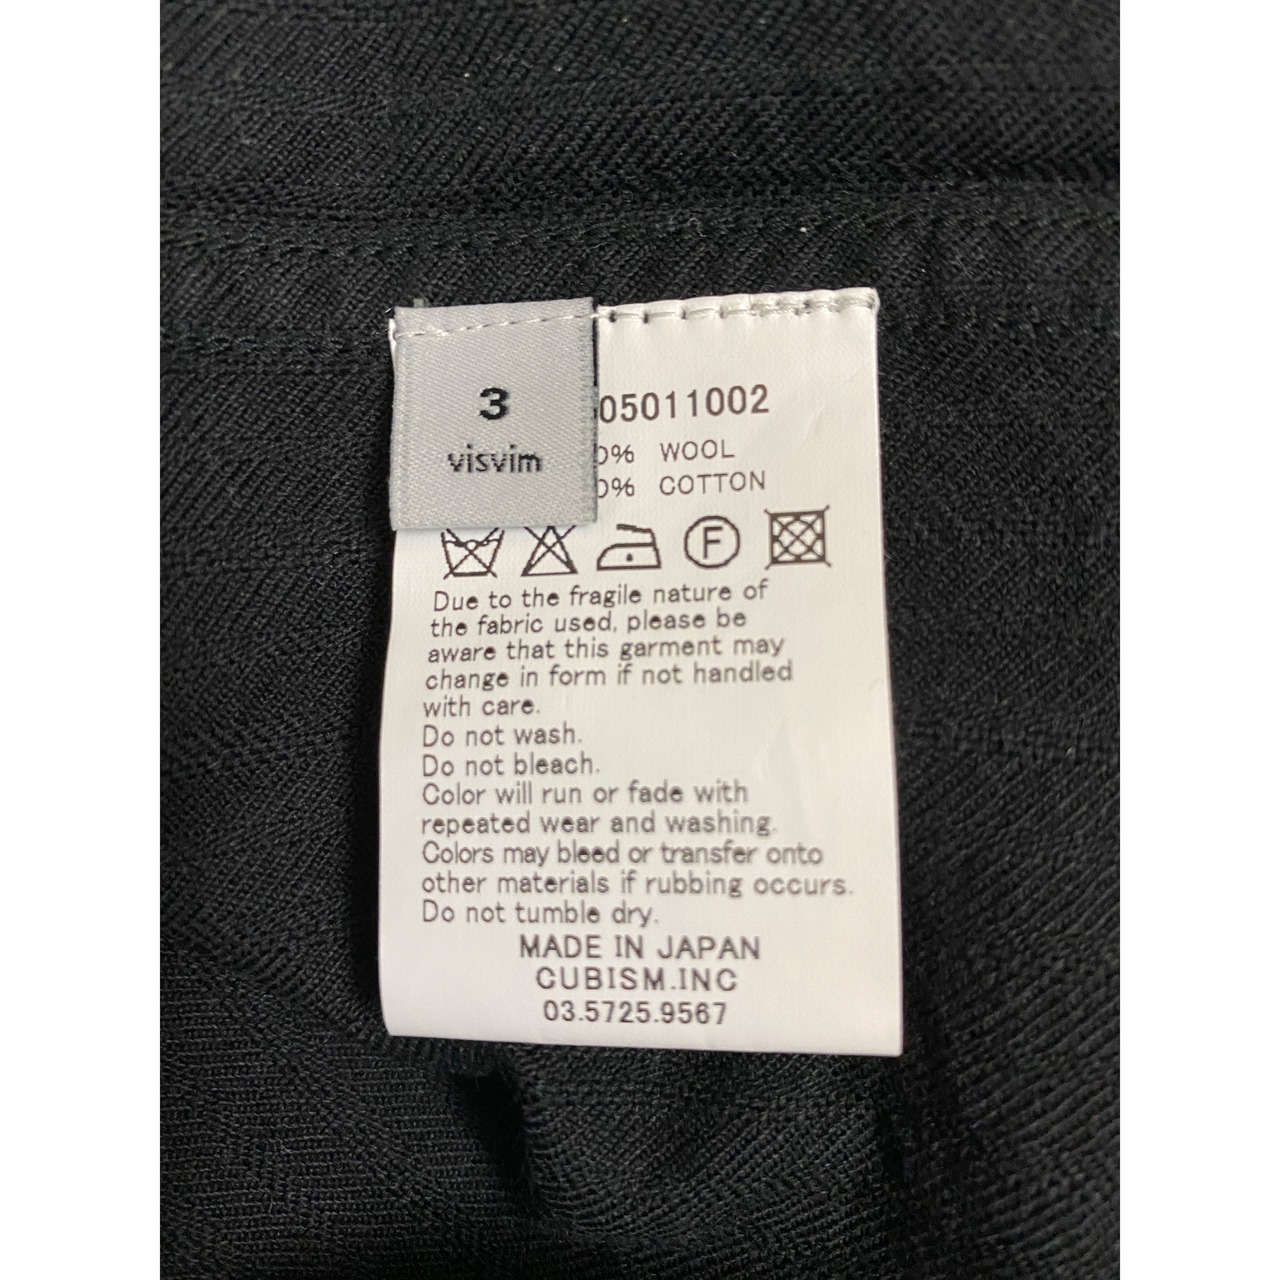 3
visvim
05011002
0% WOOL
0% COTTON
F
Due to the fragile nature of
the fabric used, please be
aware that this garment may
change in form if not handled
with care.
Do not wash.
Do not bleach.
Color will run or fade with
repeated wear and washing.
Colors may bleed or transfer onto
other materials if rubbing occurs.
Do not tumble dry.
MADE IN JAPAN
CUBISM.INC
03.5725.9567